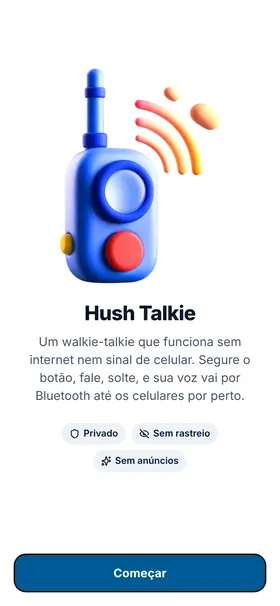 Hush Talkie
Um walkie-talkie que funciona sem
internet nem sinal de celular. Segure o
botão, fale, solte, e sua voz vai por
Bluetooth até os celulares por perto.
Privado
Sem rastreio
Sem anúncios
Começar